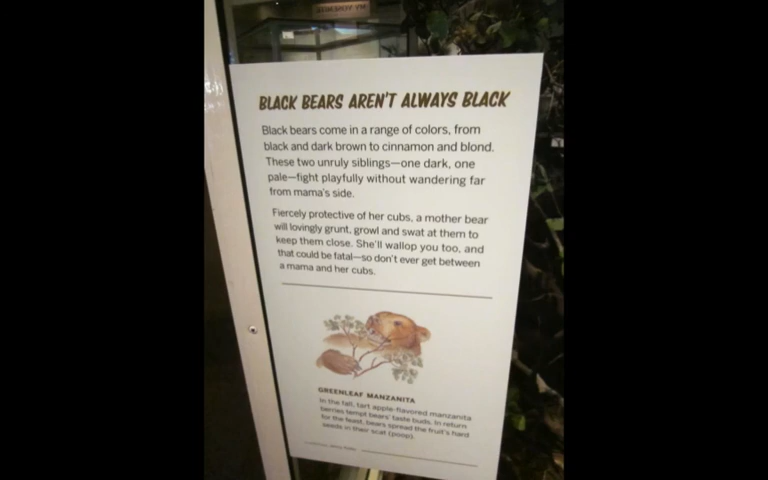 BLACK BEARS AREN'T ALWAYS BLACK
Black bears come in a range of colors, from
black and dark brown to cinnamon and blond.
These two unruly siblings—one dark, one
pale—fight playfully without wandering far
from mama's side.
Fiercely protective of her cubs, a mother bear
will lovingly grunt, growl and swat at them to
keep them close. She'll wallop you too, and
that could be fatal—so don't ever get between
a mama and her cubs.
GREENLEAF MANZANITA
In the fall, tart apple-flavored manzanita
berries tempt bears' taste buds. In return
for the feast, bears spread the fruit's hard
seeds in their scat (poop).